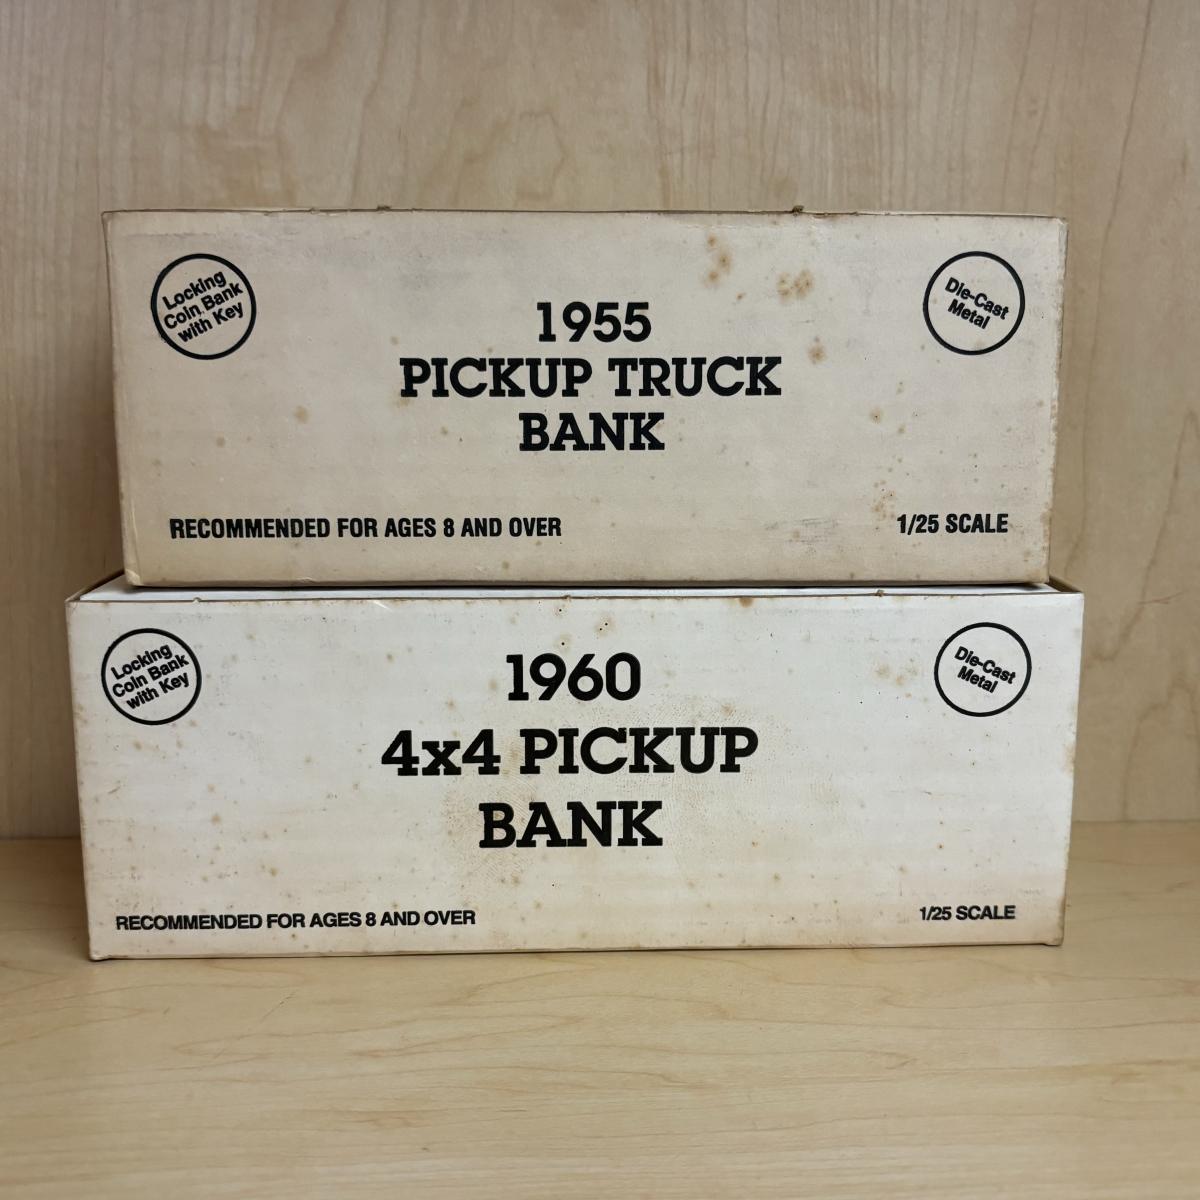 Locking
Coin Bank
with Key
Die-Cast
Metal
1955
PICKUP TRUCK
BANK
RECOMMENDED FOR AGES 8 AND OVER
1/25 SCALE
Locking
Coin Bank
with Key
Die-Cast
Metal
1960
4x4 PICKUP
BANK
RECOMMENDED FOR AGES 8 AND OVER
1/25 SCALE